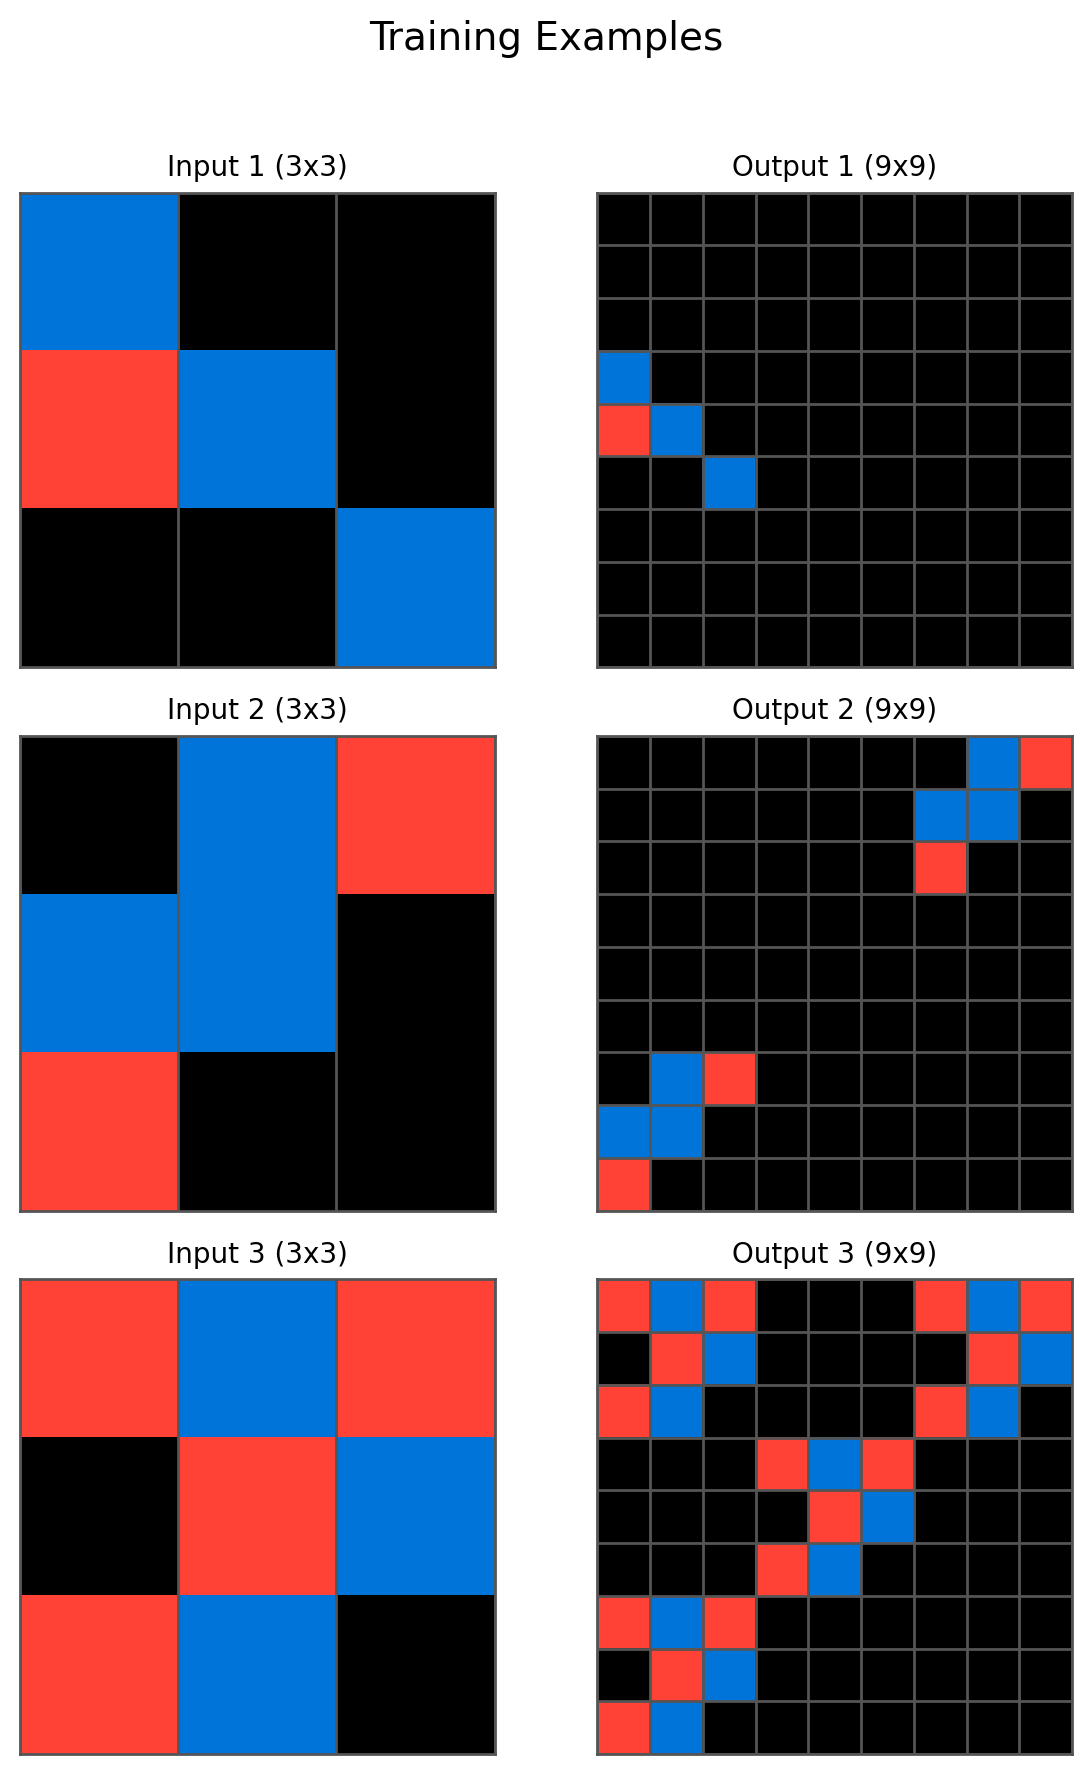 Training Examples
Input 1 (3x3)
Output 1 (9x9)
Input 2 (3x3)
Output 2 (9x9)
Input 3 (3x3)
Output 3 (9x9)